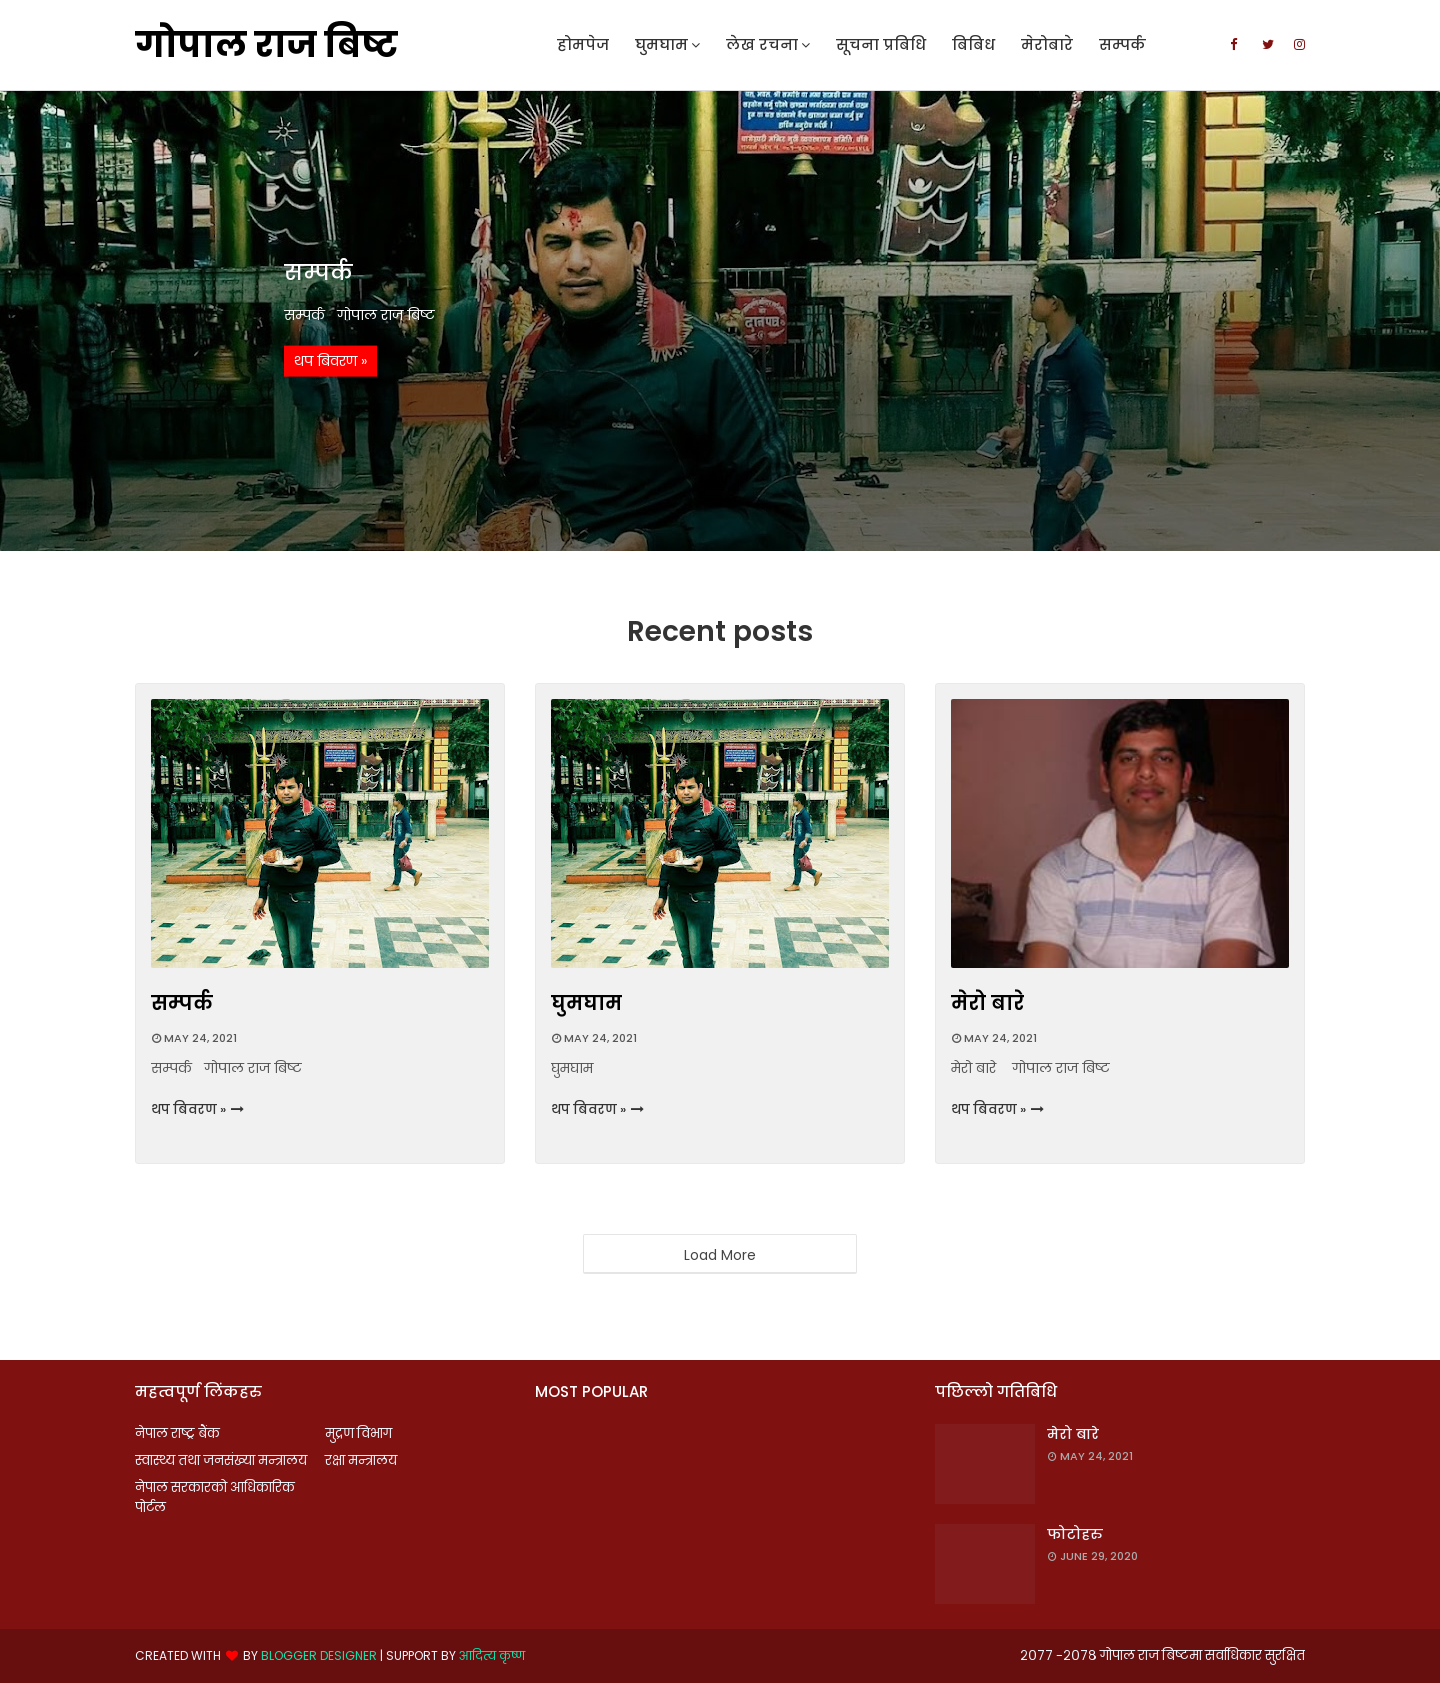 गोपाल राज बिष्ट
होमपेज घुमघाम लेख रचना सूचना प्रबिधि बिबिध मेरोबारे सम्पर्क
दानपात्र
सम्पर्क
सम्पर्क गोपाल राज बिष्ट
थप बिवरण »
Recent posts
सम्पर्क
MAY 24, 2021
सम्पर्क गोपाल राज बिष्ट
थप बिवरण »
घुमघाम
MAY 24, 2021
घुमघाम
थप बिवरण »
मेरो बारे
MAY 24, 2021
मेरो बारे गोपाल राज बिष्ट
थप बिवरण »
Load More
महत्वपूर्ण लिंकहरु
नेपाल राष्ट्र बैंक मुद्रण विभाग
स्वास्थ्य तथा जनसंख्या मन्त्रालय रक्षा मन्त्रालय
नेपाल सरकारको आधिकारिक
पोर्टल
MOST POPULAR
पछिल्लो गतिबिधि
मेरो बारे
MAY 24, 2021
फोटोहरु
JUNE 29, 2020
CREATED WITH BY BLOGGER DESIGNER | SUPPORT BY आदित्य कृष्ण
2077 -2078 गोपाल राज बिष्टमा सर्वाधिकार सुरक्षित